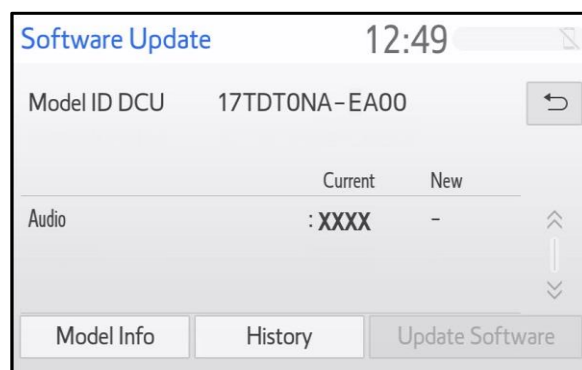 Software Update 12:49
Model ID DCU 17TDT0NA-EA00
Current New
Audio : XXXX -
Model Info History Update Software